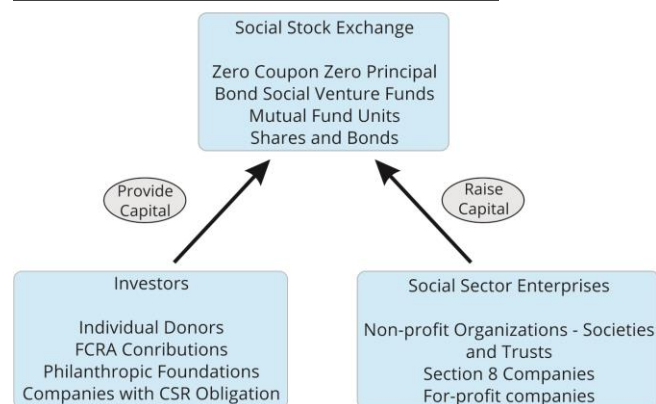 Social Stock Exchange
Zero Coupon Zero Principal
Bond Social Venture Funds
Mutual Fund Units
Shares and Bonds
Provide
Capital
Raise
Capital
Investors
Individual Donors
FCRA Conributions
Philanthropic Foundations
Companies with CSR Obligation
Social Sector Enterprises
Non-profit Organizations - Societies
and Trusts
Section 8 Companies
For-profit companies